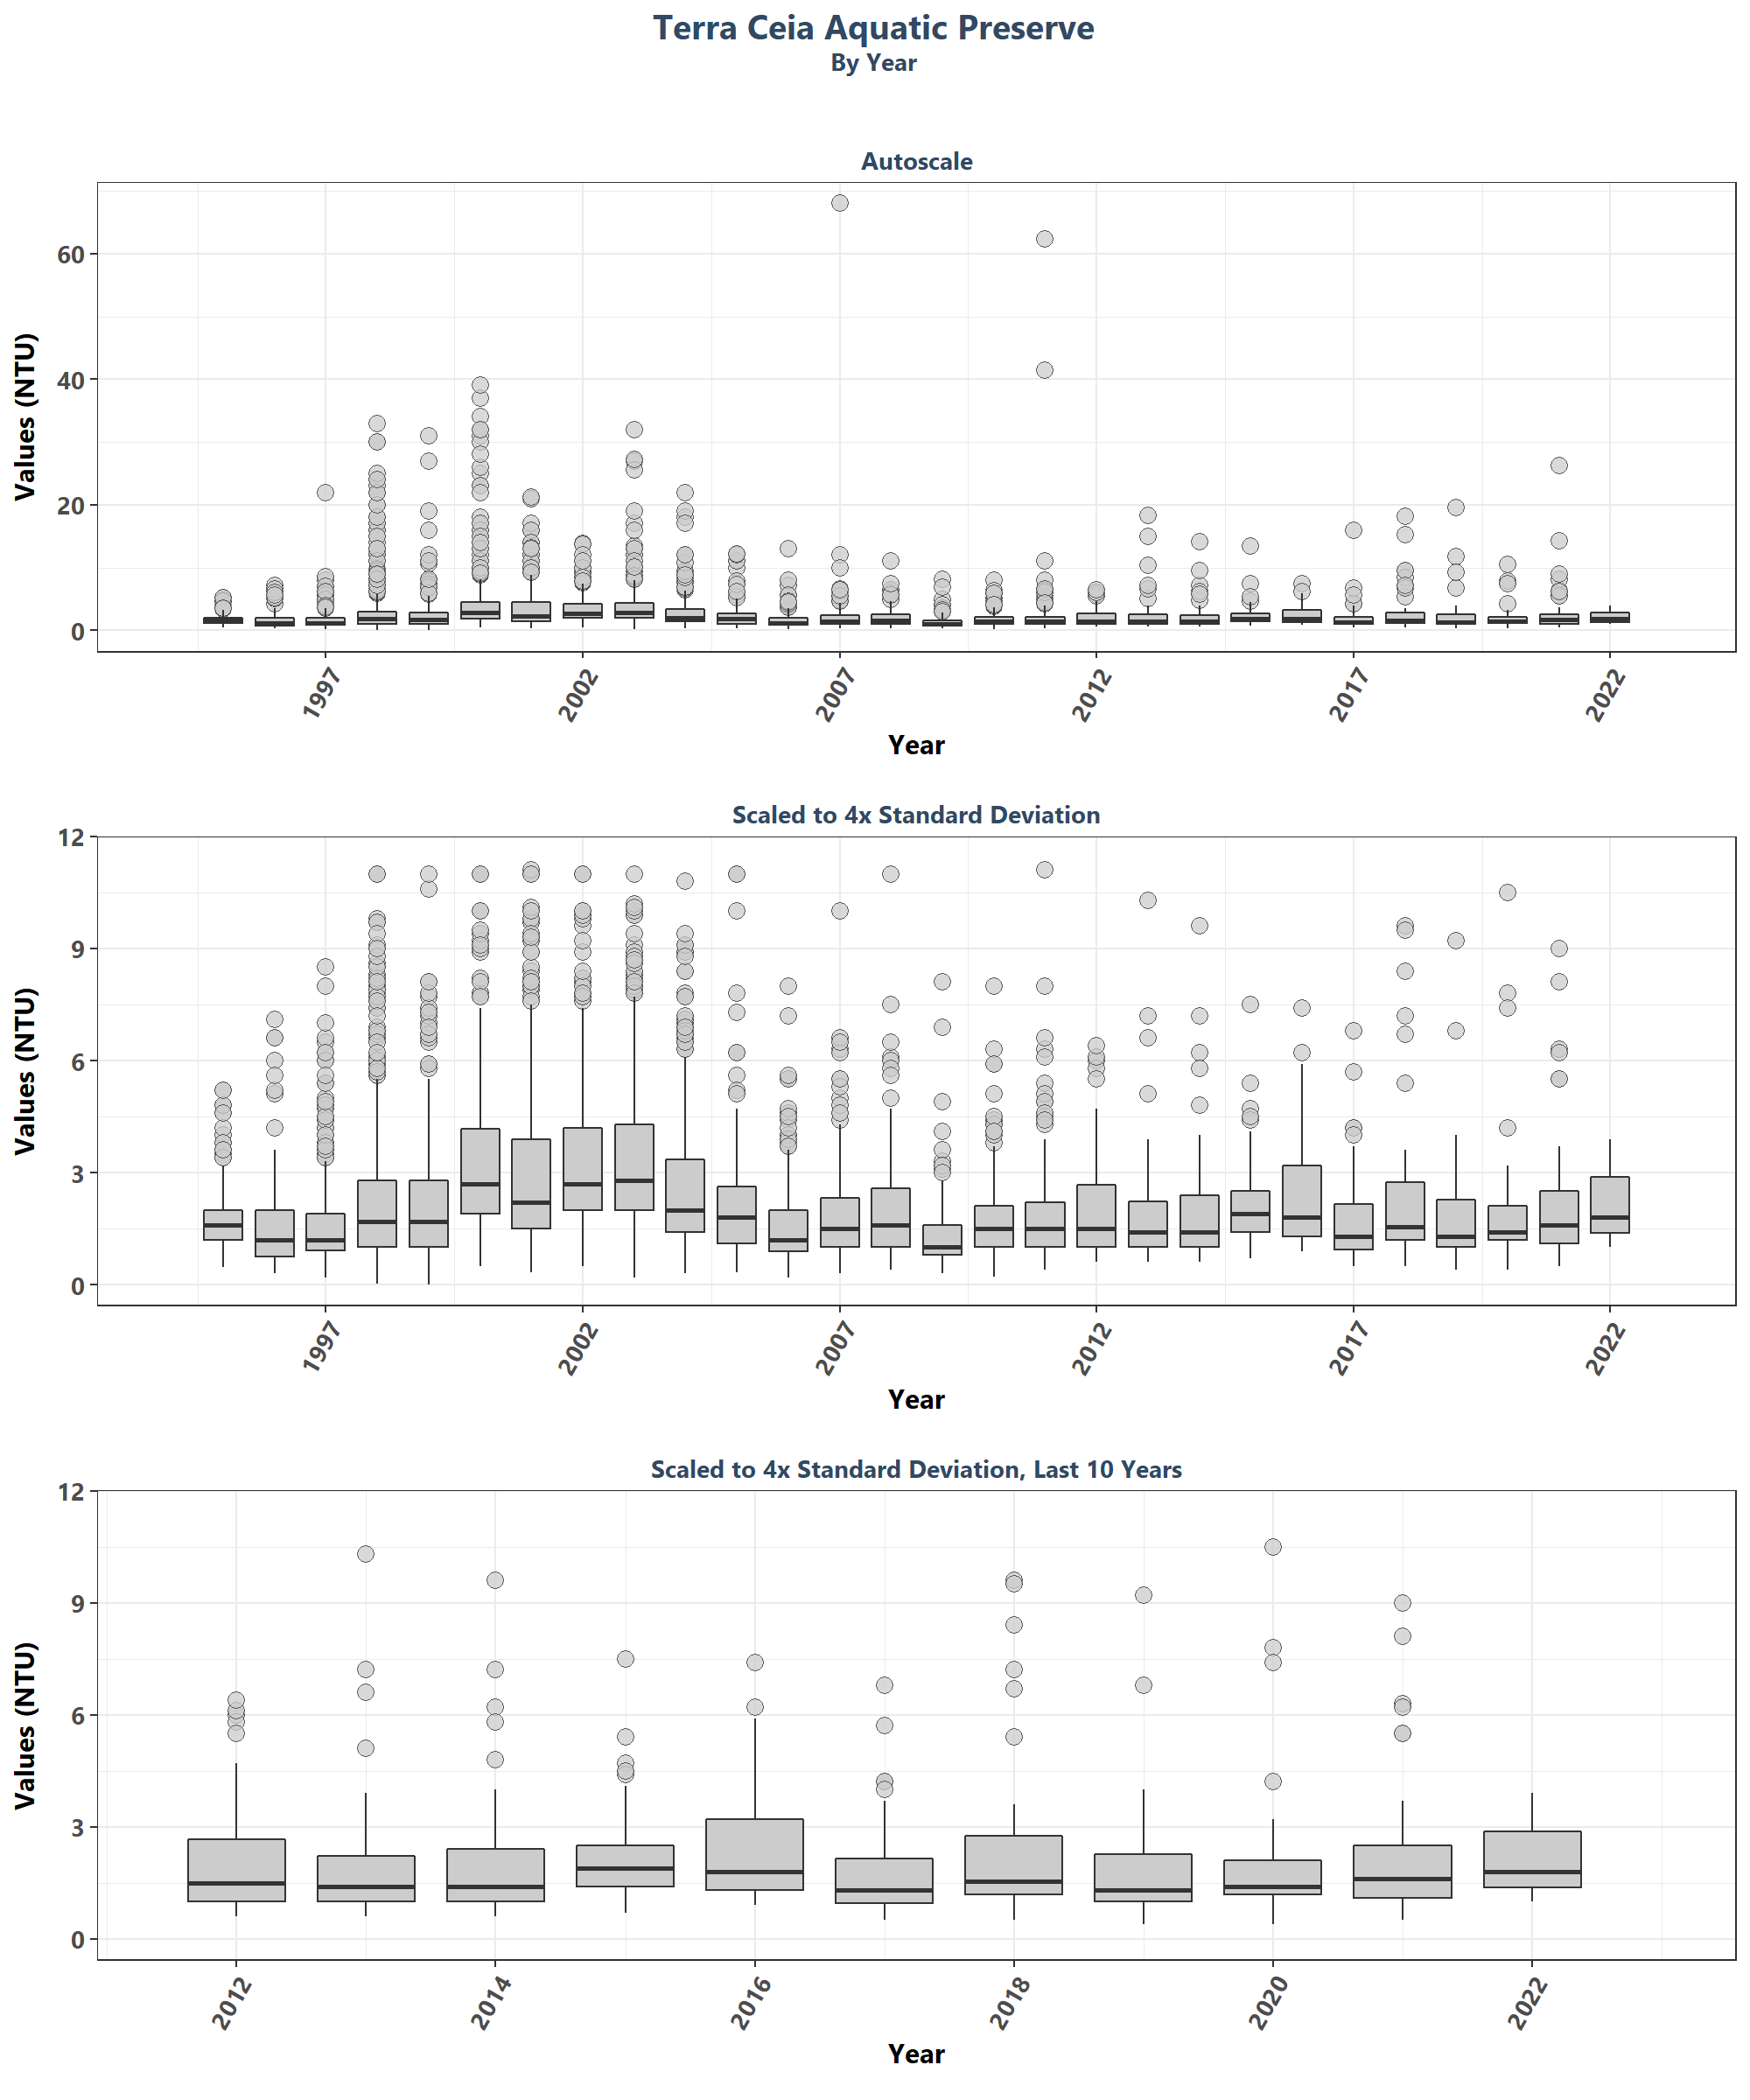 Terra Ceia Aquatic Preserve
By Year
Autoscale
Values (NTU)
60
40
20
0
1997
2002
2007
2012
2017
2022
Year
Scaled to 4x Standard Deviation
Values (NTU)
12
9
6
3
0
1997
2002
2007
2012
2017
2022
Year
Scaled to 4x Standard Deviation, Last 10 Years
Values (NTU)
12
9
6
3
0
2012
2014
2016
2018
2020
2022
Year